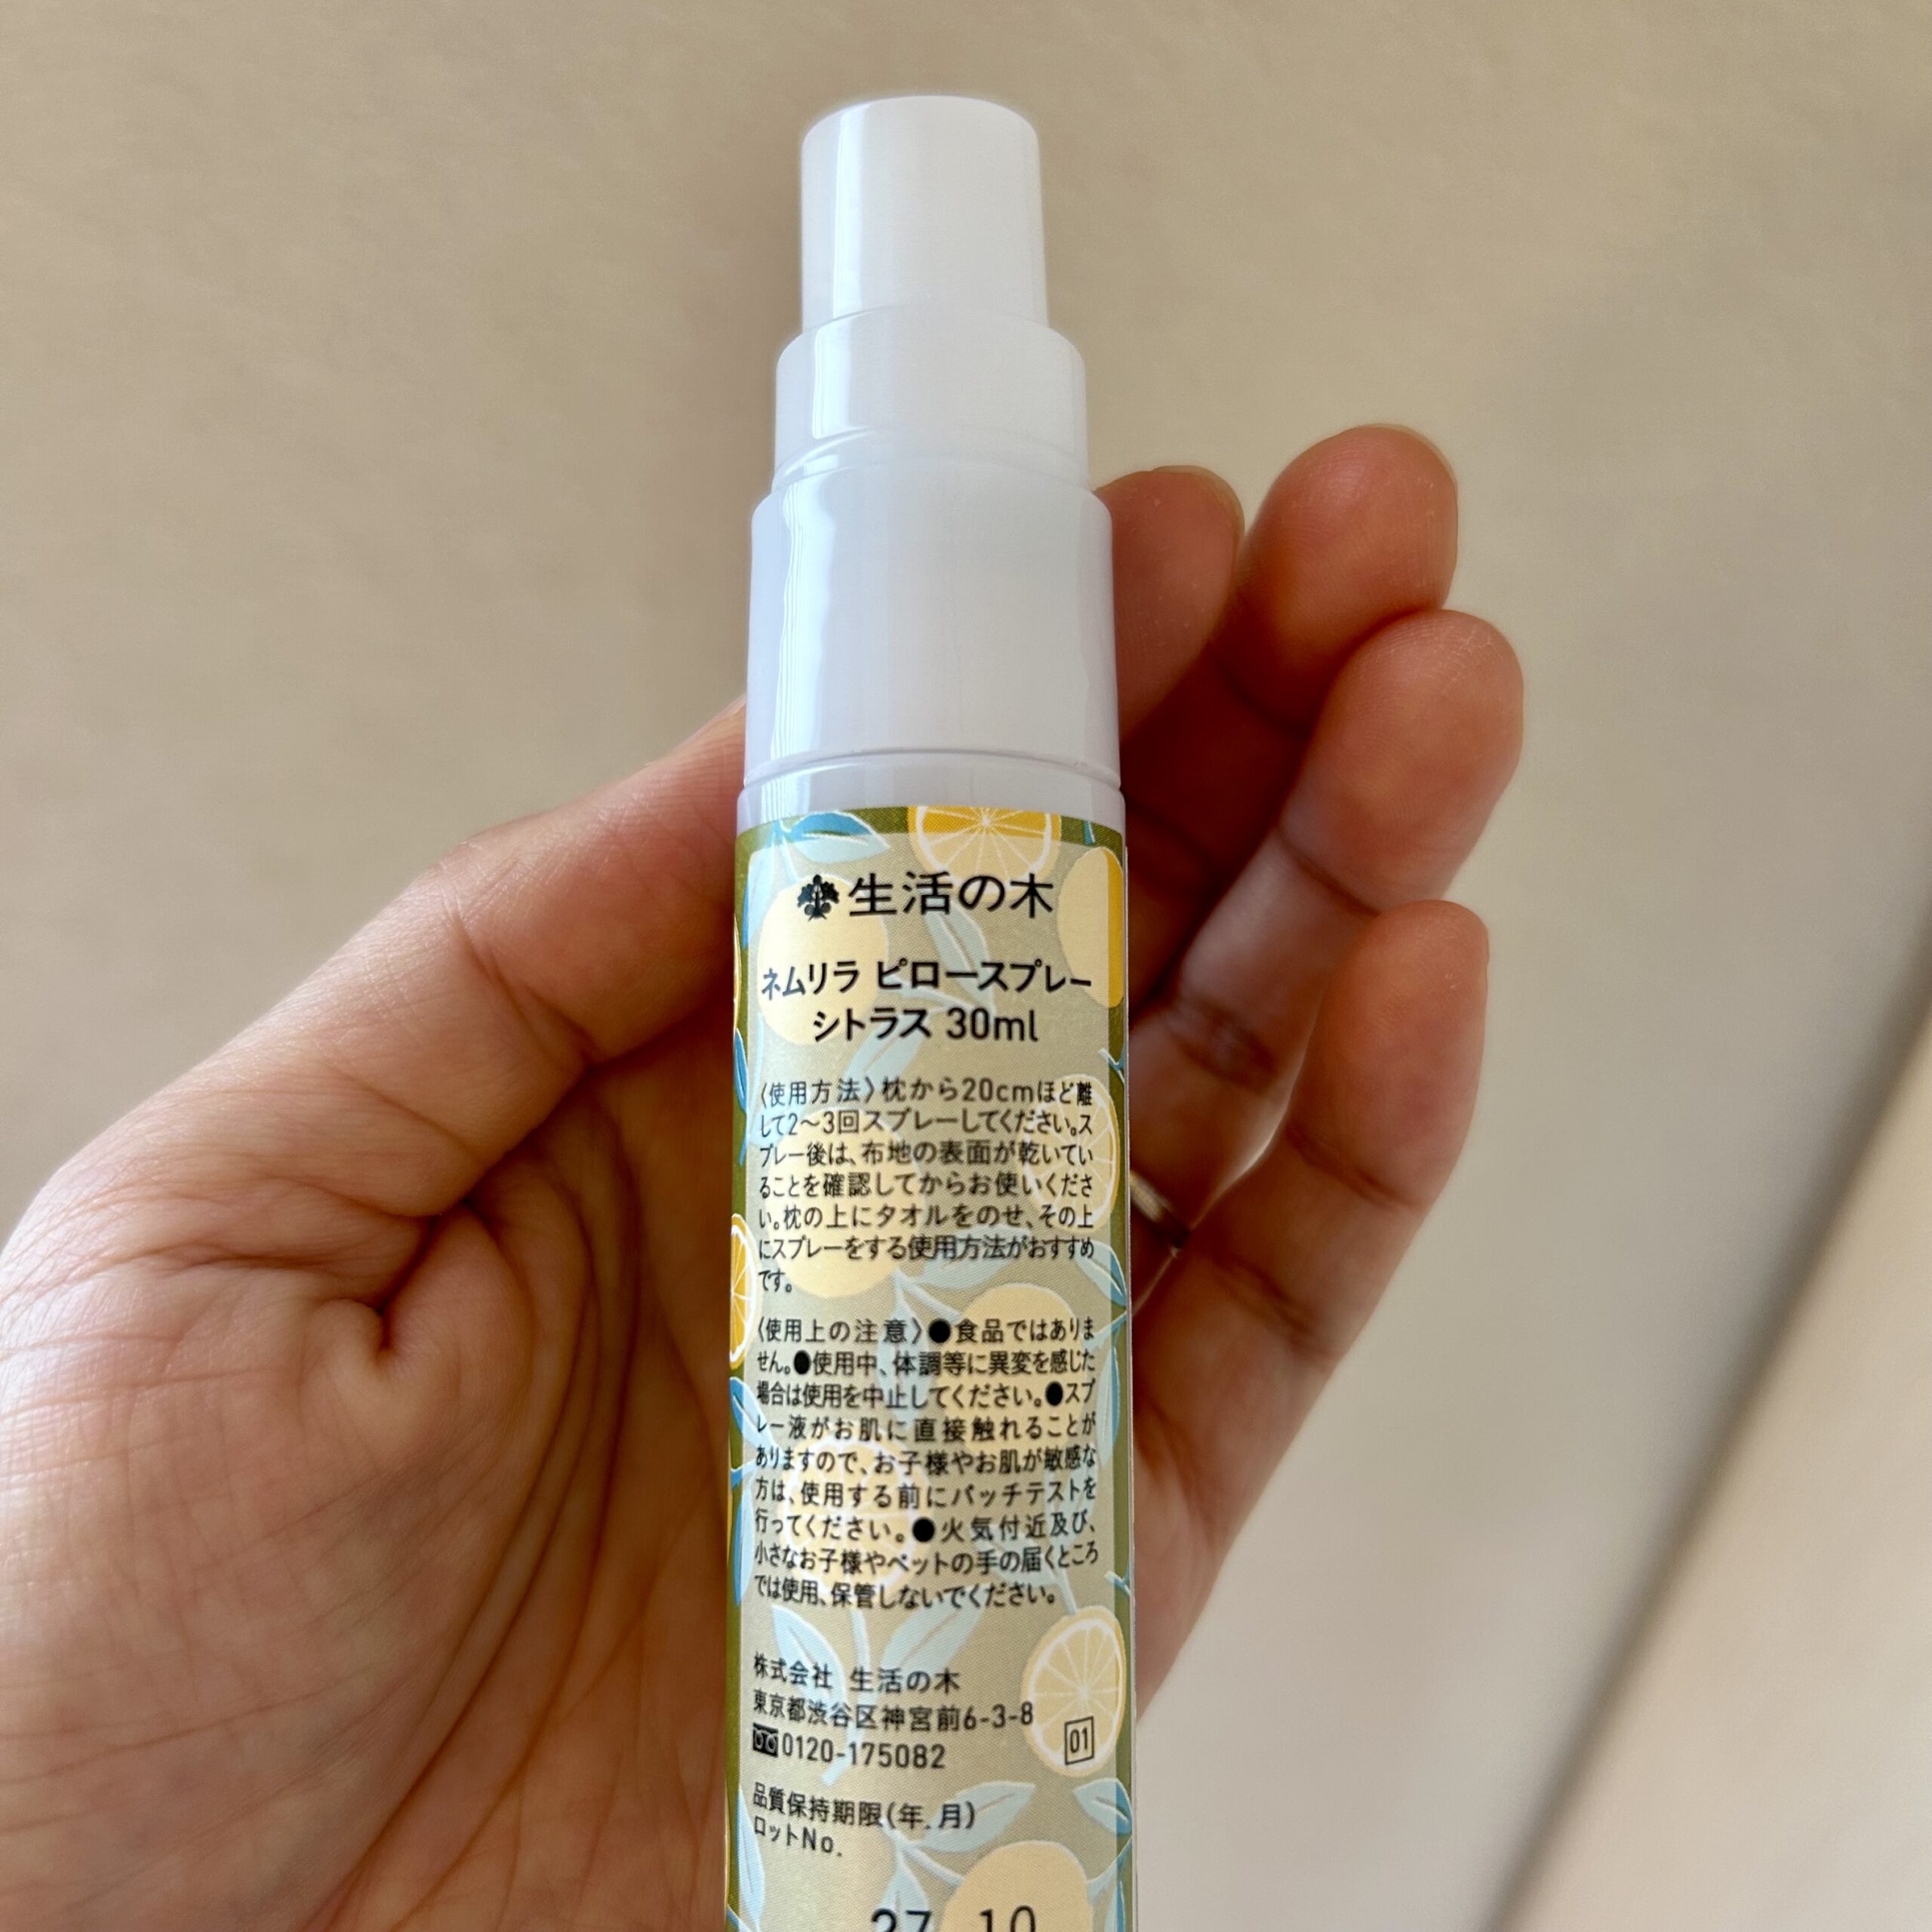 生活の木
ネムリラ ピロースプレー
シトラス 30ml
〈使用方法〉枕から20cmほど離
して2〜3回スプレーしてください。ス
プレー後は、布地の表面が乾いてい
ることを確認してからお使いくださ
い。枕の上にタオルをのせ、その上
にスプレーをする使用方法がおすすめ
です。
〈使用上の注意〉●食品ではありま
せん。●使用中、体調等に異変を感じた
場合は使用を中止してください。●スプ
レー液がお肌に直接触れることが
ありますので、お子様やお肌が敏感な
方は、使用する前にパッチテストを
行ってください。●火気付近及び、
小さなお子様やペットの手の届くところ
では使用、保管しないでください。
株式会社 生活の木
東京都渋谷区神宮前6-3-8
0120-175082
01
品質保持期限(年.月)
ロットNo.
27 10